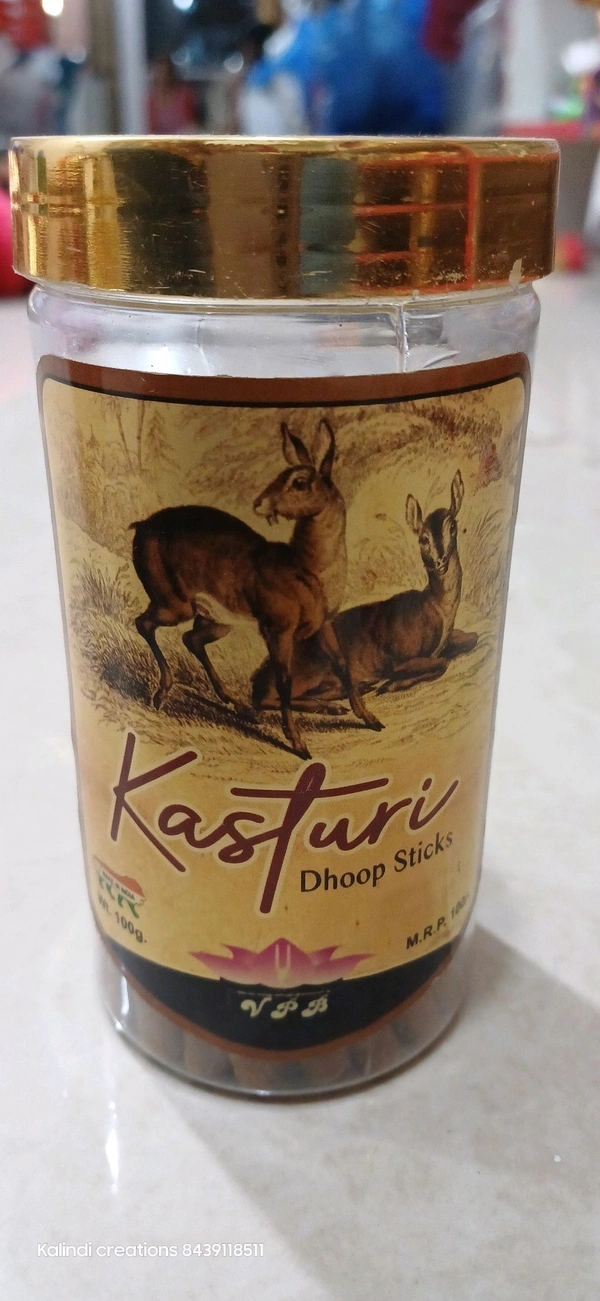 Kasturi
Dhoop Sticks
Wt. 100g.
M.R.P. 100/-
VPB
Kalindi creations 8439118511